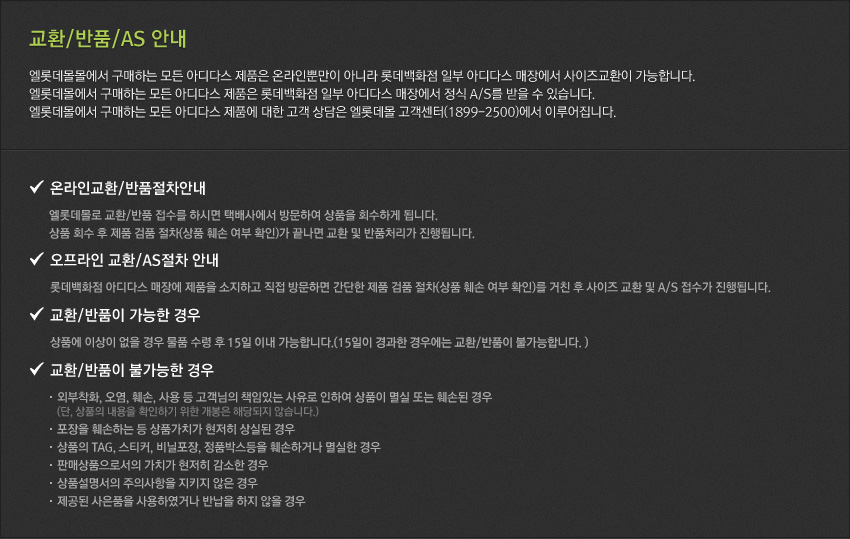 교환/반품/AS 안내
엘롯데몰몰에서 구매하는 모든 아디다스 제품은 온라인뿐만이 아니라 롯데백화점 일부 아디다스 매장에서 사이즈교환이 가능합니다.
엘롯데몰에서 구매하는 모든 아디다스 제품은 롯데백화점 일부 아디다스 매장에서 정식 A/S를 받을 수 있습니다.
엘롯데몰에서 구매하는 모든 아디다스 제품에 대한 고객 상담은 엘롯데몰 고객센터(1899-2500)에서 이루어집니다.
온라인교환/반품절차안내
엘롯데몰로 교환/반품 접수를 하시면 택배사에서 방문하여 상품을 회수하게 됩니다.
상품 회수 후 제품 검품 절차(상품 훼손 여부 확인)가 끝나면 교환 및 반품처리가 진행됩니다.
오프라인 교환/AS절차 안내
롯데백화점 아디다스 매장에 제품을 소지하고 직접 방문하면 간단한 제품 검품 절차(상품 훼손 여부 확인)를 거친 후 사이즈 교환 및 A/S 접수가 진행됩니다.
교환/반품이 가능한 경우
상품에 이상이 없을 경우 물품 수령 후 15일 이내 가능합니다.(15일이 경과한 경우에는 교환/반품이 불가능합니다. )
교환/반품이 불가능한 경우
· 외부착화, 오염, 훼손, 사용 등 고객님의 책임있는 사유로 인하여 상품이 멸실 또는 훼손된 경우
(단, 상품의 내용을 확인하기 위한 개봉은 해당되지 않습니다.)
· 포장을 훼손하는 등 상품가치가 현저히 상실된 경우
· 상품의 TAG, 스티커, 비닐포장, 정품박스등을 훼손하거나 멸실한 경우
· 판매상품으로서의 가치가 현저히 감소한 경우
· 상품설명서의 주의사항을 지키지 않은 경우
· 제공된 사은품을 사용하였거나 반납을 하지 않을 경우